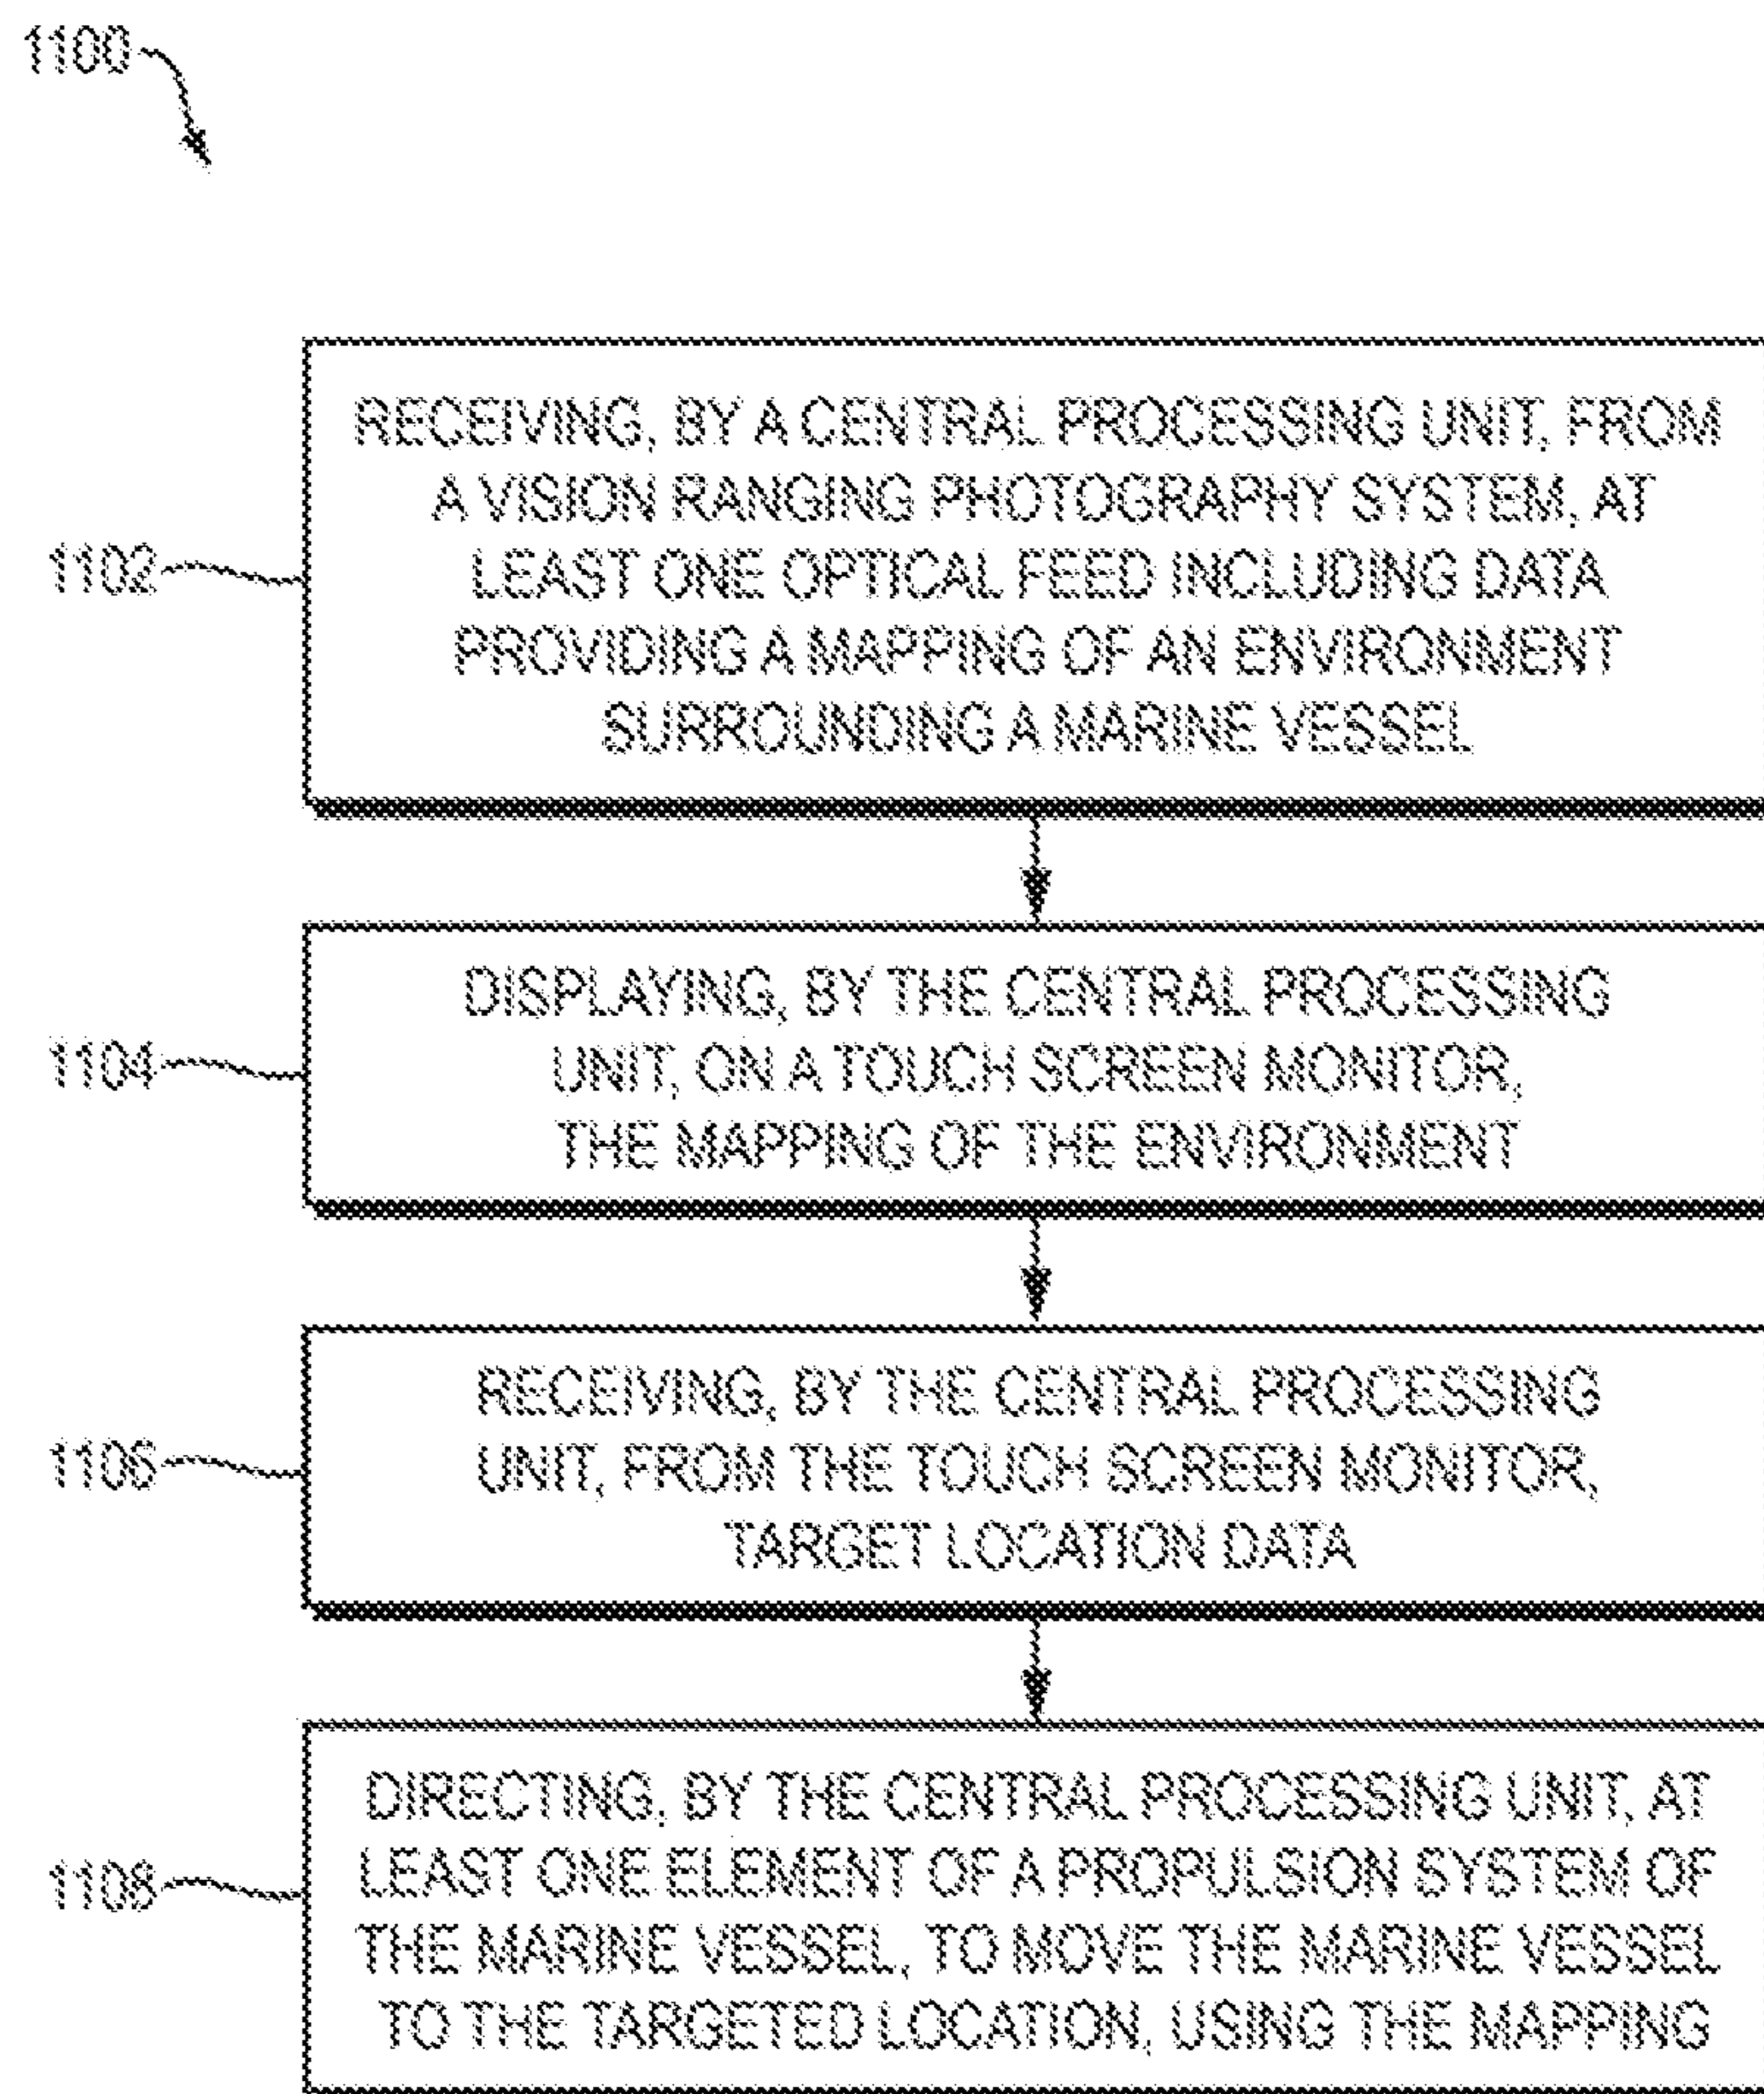 1100
RECEIVING, BY A CENTRAL PROCESSING UNIT, FROM
A VISION RANGING PHOTOGRAPHY SYSTEM, AT
LEAST ONE OPTICAL FEED INCLUDING DATA
PROVIDING A MAPPING OF AN ENVIRONMENT
SURROUNDING A MARINE VESSEL
1102
DISPLAYING, BY THE CENTRAL PROCESSING
UNIT, ON A TOUCH SCREEN MONITOR,
THE MAPPING OF THE ENVIRONMENT
1104
RECEIVING, BY THE CENTRAL PROCESSING
UNIT, FROM THE TOUCH SCREEN MONITOR,
TARGET LOCATION DATA
1106
DIRECTING, BY THE CENTRAL PROCESSING UNIT, AT
LEAST ONE ELEMENT OF A PROPULSION SYSTEM OF
THE MARINE VESSEL, TO MOVE THE MARINE VESSEL
TO THE TARGETED LOCATION, USING THE MAPPING
1108